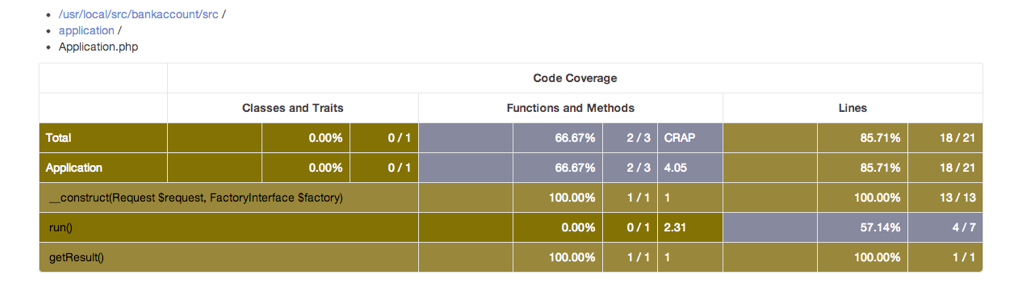 /usr/local/src/bankaccount/src /
application /
Application.php
Code Coverage
Classes and Traits Functions and Methods Lines
Total 0.00% 0 / 1 66.67% 2 / 3 CRAP 85.71% 18 / 21
Application 0.00% 0 / 1 66.67% 2 / 3 4.05 85.71% 18 / 21
__construct(Request $request, FactoryInterface $factory) 100.00% 1 / 1 1 100.00% 13 / 13
run() 0.00% 0 / 1 2.31 57.14% 4 / 7
getResult() 100.00% 1 / 1 1 100.00% 1 / 1